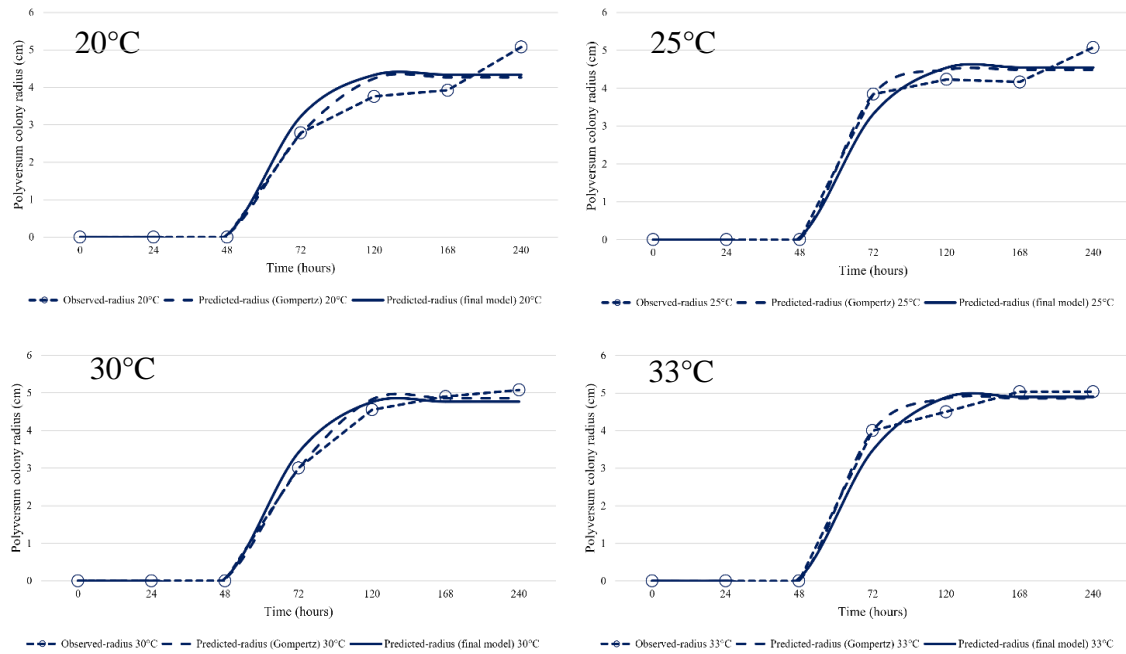 20°C
Polyversum colony radius (cm)
6
5
4
3
2
1
0
0 24 48 72 120 168 240
Time (hours)
Observed-radius 20°C Predicted-radius (Gompertz) 20°C Predicted-radius (final model) 20°C
25°C
Polyversum colony radius (cm)
6
5
4
3
2
1
0
0 24 48 72 120 168 240
Time (hours)
Observed-radius 25°C Predicted-radius (Gompertz) 25°C Predicted-radius (final model) 25°C
30°C
Polyversum colony radius (cm)
6
5
4
3
2
1
0
0 24 48 72 120 168 240
Time (hours)
Observed-radius 30°C Predicted-radius (Gompertz) 30°C Predicted-radius (final model) 30°C
33°C
Polyversum colony radius (cm)
6
5
4
3
2
1
0
0 24 48 72 120 168 240
Time (hours)
Observed-radius 33°C Predicted-radius (Gompertz) 33°C Predicted-radius (final model) 33°C